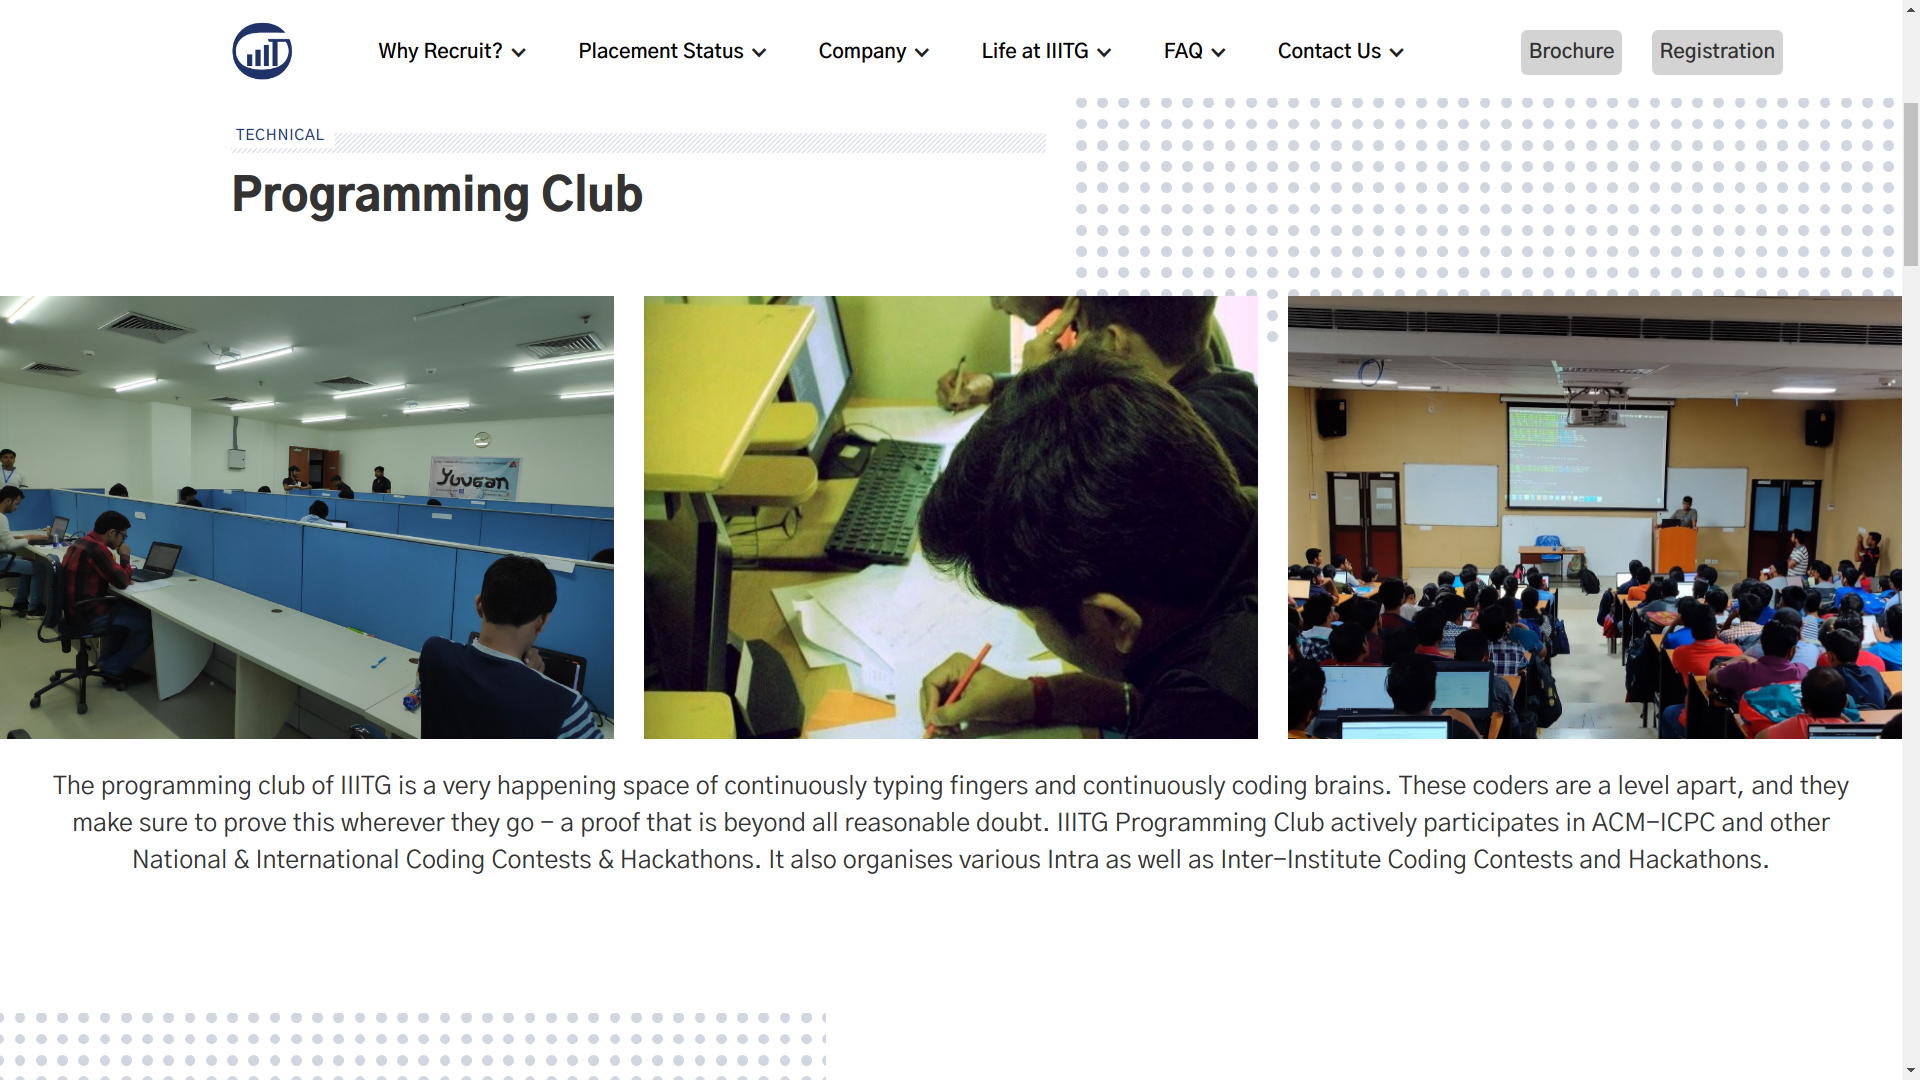 Why Recruit? Placement Status Company Life at IIITG FAQ Contact Us Brochure Registration
TECHNICAL
Programming Club
Yuvaan
The programming club of IIITG is a very happening space of continuously typing fingers and continuously coding brains. These coders are a level apart, and they
make sure to prove this wherever they go – a proof that is beyond all reasonable doubt. IIITG Programming Club actively participates in ACM-ICPC and other
National & International Coding Contests & Hackathons. It also organises various Intra as well as Inter-Institute Coding Contests and Hackathons.